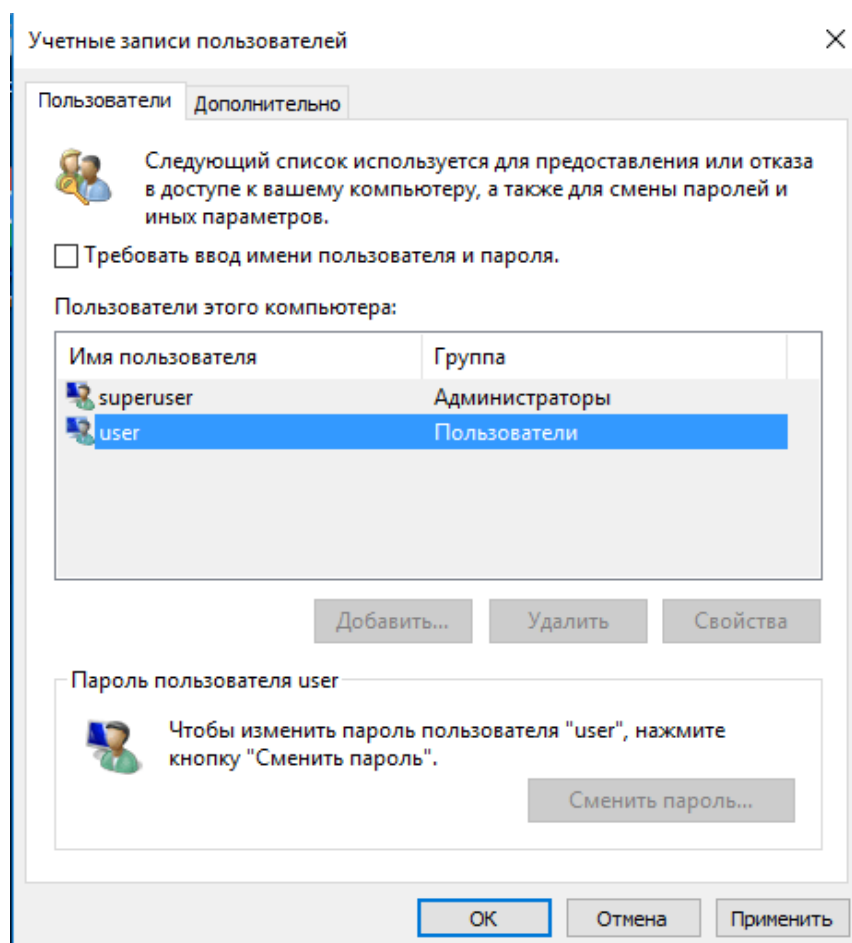 Учетные записи пользователей
Пользователи Дополнительно
Следующий список используется для предоставления или отказа
в доступе к вашему компьютеру, а также для смены паролей и
иных параметров.
Требовать ввод имени пользователя и пароля.
Пользователи этого компьютера:
Имя пользователя Группа
superuser Администраторы
user Пользователи
Добавить... Удалить Свойства
Пароль пользователя user
Чтобы изменить пароль пользователя "user", нажмите
кнопку "Сменить пароль".
Сменить пароль...
ОК Отмена Применить